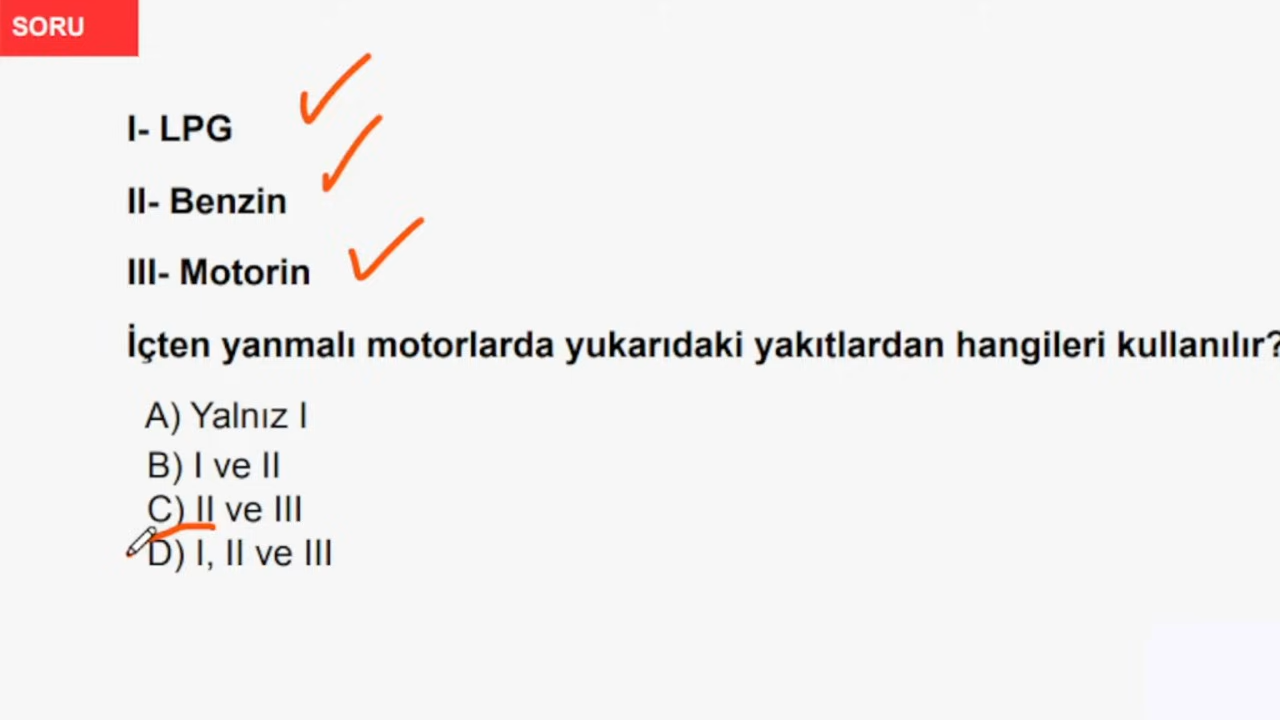 SORU
I- LPG
II- Benzin
III- Motorin
İçten yanmalı motorlarda yukarıdaki yakıtlardan hangileri kullanılır?
A) Yalnız I
B) I ve II
C) II ve III
D) I, II ve III